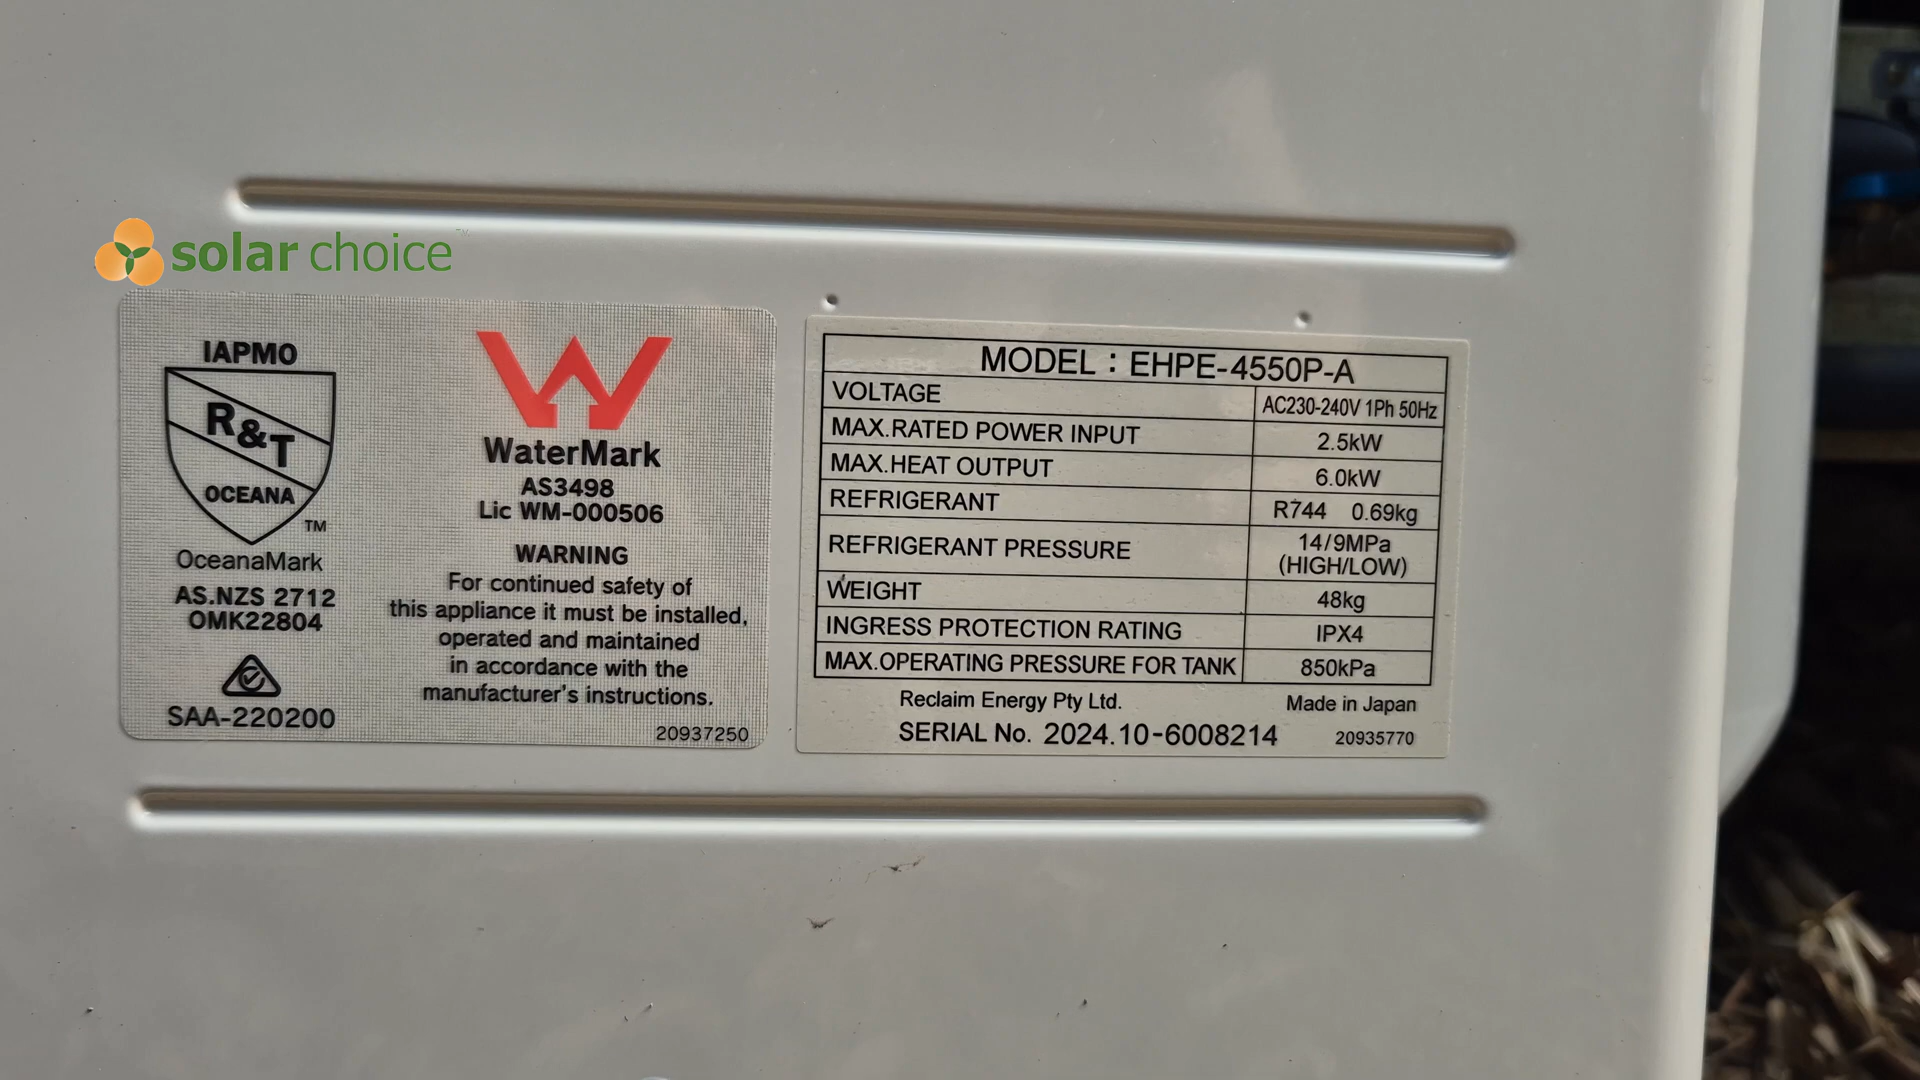 solar choice™
IAPMO
R&T
OCEANA
TM
OceanaMark
AS.NZS 2712
OMK22804
SAA-220200
WaterMark
AS3498
Lic WM-000506
WARNING
For continued safety of
this appliance it must be installed,
operated and maintained
in accordance with the
manufacturer's instructions.
20937250
MODEL : EHPE-4550P-A
VOLTAGE AC230-240V 1Ph 50Hz
MAX.RATED POWER INPUT 2.5kW
MAX.HEAT OUTPUT 6.0kW
REFRIGERANT R744 0.69kg
REFRIGERANT PRESSURE 14/9MPa
(HIGH/LOW)
WEIGHT 48kg
INGRESS PROTECTION RATING IPX4
MAX.OPERATING PRESSURE FOR TANK 850kPa
Reclaim Energy Pty Ltd. Made in Japan
SERIAL No. 2024.10-6008214 20935770